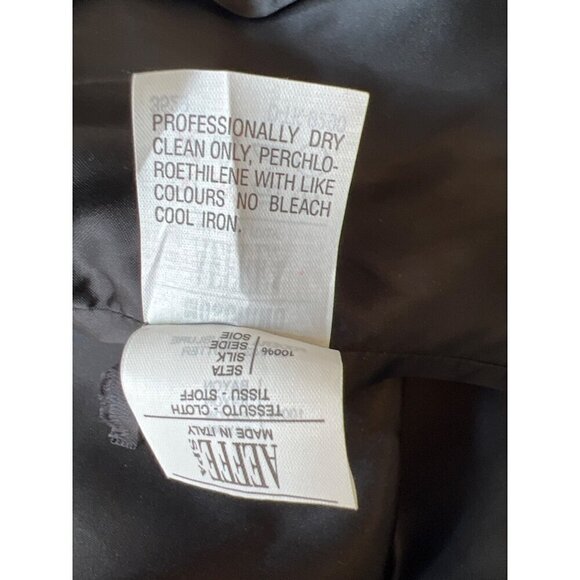 PROFESSIONALLY DRY
CLEAN ONLY, PERCHLO-
ROETHILENE WITH LIKE
COLOURS NO BLEACH
COOL IRON.
AEFFE
S.P.A.
MADE IN ITALY
TESSUTO - CLOTH
TISSU - STOFF
SETA
SILK
SEIDE
SOIE
100%